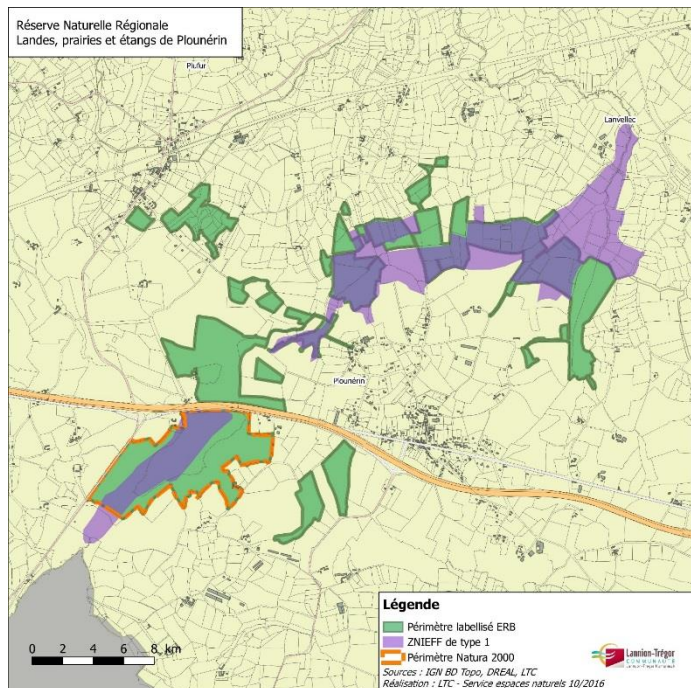 Réserve Naturelle Régionale
Landes, prairies et étangs de Plounérin
Plufur
Lanvellec
Plounérin
0 2 4 6 8 km
Légende
Périmètre labellisé ERB
ZNIEFF de type 1
Périmètre Natura 2000
Sources : IGN BD Topo, DREAL, LTC
Réalisation : LTC - Service espaces naturels 10/2016
Lannion-Trégor
COMMUNAUTÉ